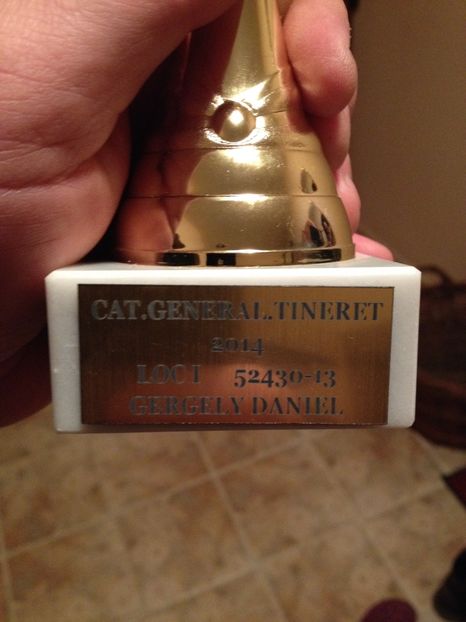 CAT.GENERAL.TINERET
2014
LOC I 52430-13
GERGELY DANIEL